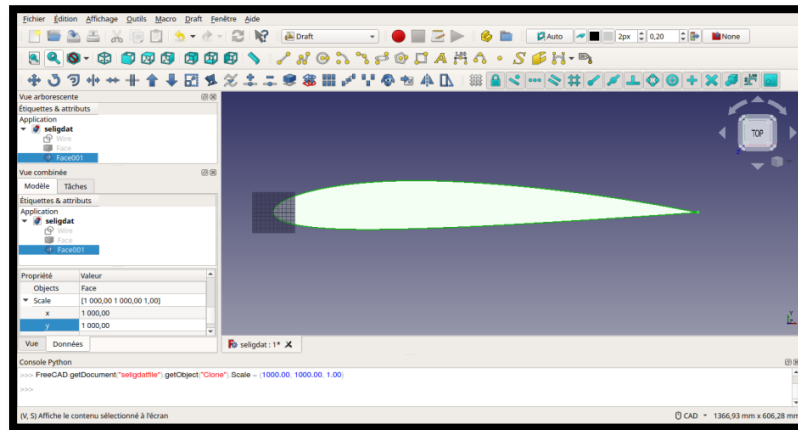 Fichier Édition Affichage Outils Macro Draft Fenêtre Aide
Draft Auto 2px 0,20 None
Vue arborescente
Étiquettes & attributs
Application
seligdat
Wire
Face
Face001
Vue combinée
Modèle Tâches
Étiquettes & attributs
Application
seligdat
Wire
Face
Face001
Propriété Valeur
Objects Face
Scale [1 000,00 1 000,00 1,00]
x 1 000,00
y 1 000,00
Vue Données
TOP
seligdat : 1*
Console Python
>>> FreeCAD.getDocument("seligdatfile").getObject("Clone").Scale = (1000.00, 1000.00, 1.00)
>>>
(V, S) Affiche le contenu sélectionné à l'écran
CAD 1366,93 mm x 606,28 mm